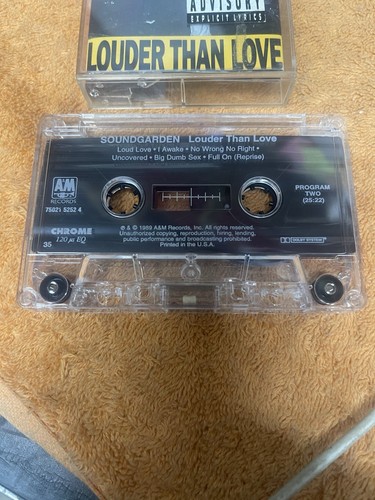 ADVISORY
EXPLICIT LYRICS
LOUDER THAN LOVE
SOUNDGARDEN Louder Than Love
Loud Love • I Awake • No Wrong No Right •
Uncovered • Big Dumb Sex • Full On (Reprise)
A&M
RECORDS
75021 5252 4
PROGRAM
TWO
(25:22)
CHROME
120 µs EQ
℗ & © 1989 A&M Records, Inc. All rights reserved.
Unauthorized copying, reproduction, hiring, lending,
public performance and broadcasting prohibited.
Printed in the U.S.A.
DOLBY SYSTEM
35